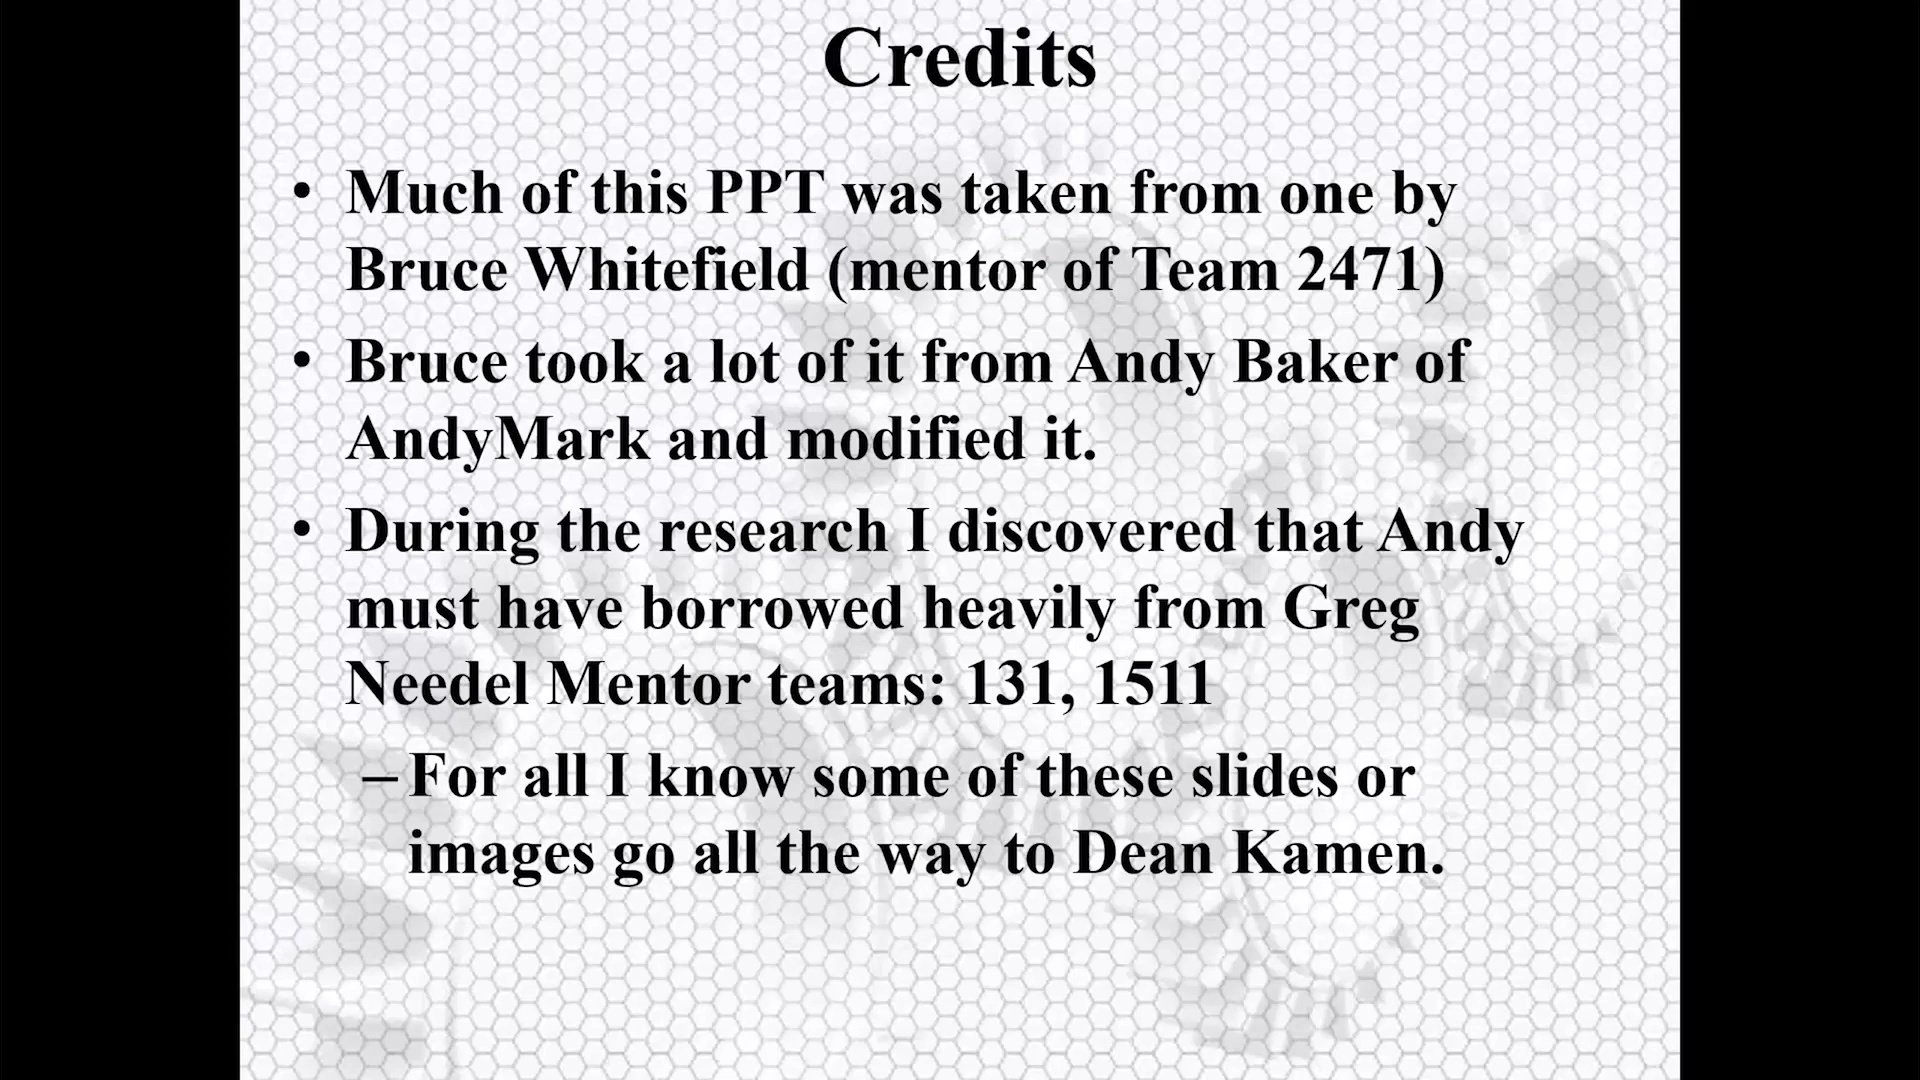 Credits
• Much of this PPT was taken from one by
Bruce Whitefield (mentor of Team 2471)
• Bruce took a lot of it from Andy Baker of
AndyMark and modified it.
• During the research I discovered that Andy
must have borrowed heavily from Greg
Needel Mentor teams: 131, 1511
– For all I know some of these slides or
images go all the way to Dean Kamen.